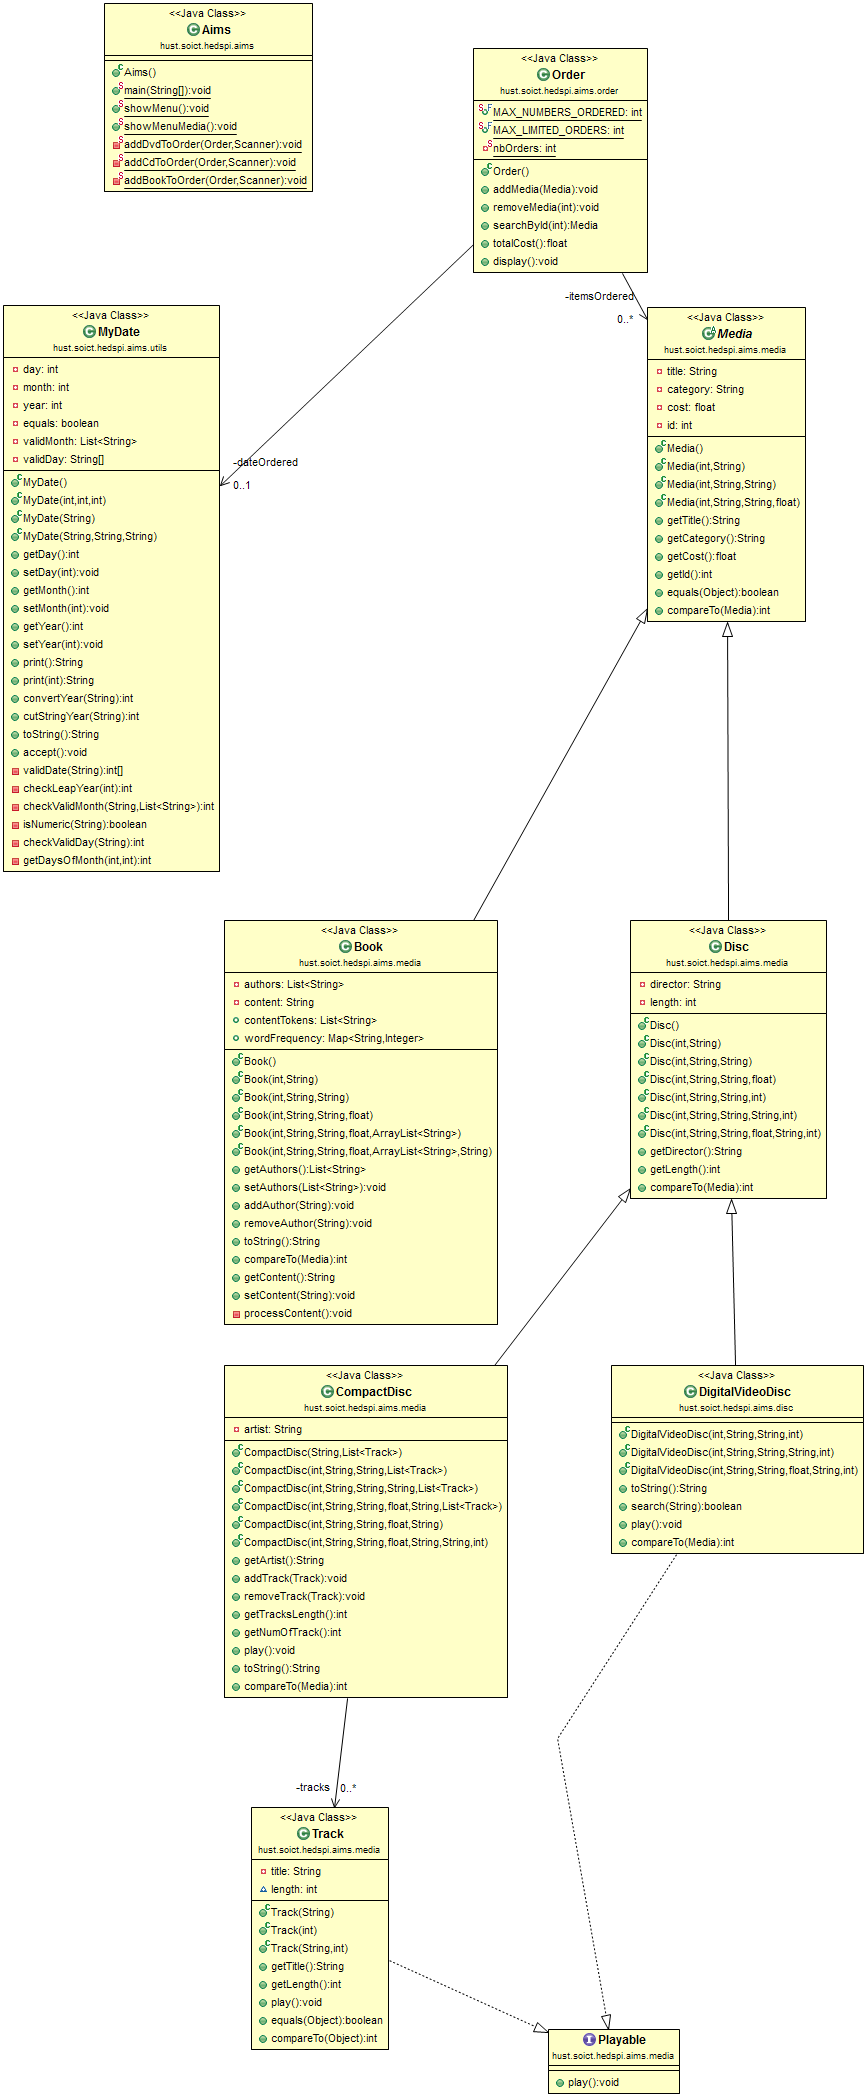 <<Java Class>>
Aims
hust.soict.hedspi.aims
Aims()
main(String[]):void
showMenu():void
showMenuMedia():void
addDvdToOrder(Order,Scanner):void
addCdToOrder(Order,Scanner):void
addBookToOrder(Order,Scanner):void
<<Java Class>>
Order
hust.soict.hedspi.aims.order
MAX_NUMBERS_ORDERED: int
MAX_LIMITED_ORDERS: int
nbOrders: int
Order()
addMedia(Media):void
removeMedia(int):void
searchById(int):Media
totalCost():float
display():void
-itemsOrdered
0..*
-dateOrdered
0..1
<<Java Class>>
MyDate
hust.soict.hedspi.aims.utils
day: int
month: int
year: int
equals: boolean
validMonth: List<String>
validDay: String[]
MyDate()
MyDate(int,int,int)
MyDate(String)
MyDate(String,String,String)
getDay():int
setDay(int):void
getMonth():int
setMonth(int):void
getYear():int
setYear(int):void
print():String
print(int):String
convertYear(String):int
cutStringYear(String):int
toString():String
accept():void
validDate(String):int[]
checkLeapYear(int):int
checkValidMonth(String,List<String>):int
isNumeric(String):boolean
checkValidDay(String):int
getDaysOfMonth(int,int):int
<<Java Class>>
Media
hust.soict.hedspi.aims.media
title: String
category: String
cost: float
id: int
Media()
Media(int,String)
Media(int,String,String)
Media(int,String,String,float)
getTitle():String
getCategory():String
getCost():float
getId():int
equals(Object):boolean
compareTo(Media):int
<<Java Class>>
Book
hust.soict.hedspi.aims.media
authors: List<String>
content: String
contentTokens: List<String>
wordFrequency: Map<String,Integer>
Book()
Book(int,String)
Book(int,String,String)
Book(int,String,String,float)
Book(int,String,String,float,ArrayList<String>)
Book(int,String,String,float,ArrayList<String>,String)
getAuthors():List<String>
setAuthors(List<String>):void
addAuthor(String):void
removeAuthor(String):void
toString():String
compareTo(Media):int
getContent():String
setContent(String):void
processContent():void
<<Java Class>>
Disc
hust.soict.hedspi.aims.media
director: String
length: int
Disc()
Disc(int,String)
Disc(int,String,String)
Disc(int,String,String,float)
Disc(int,String,String,int)
Disc(int,String,String,String,int)
Disc(int,String,String,float,String,int)
getDirector():String
getLength():int
compareTo(Media):int
<<Java Class>>
CompactDisc
hust.soict.hedspi.aims.media
artist: String
CompactDisc(String,List<Track>)
CompactDisc(int,String,String,List<Track>)
CompactDisc(int,String,String,String,List<Track>)
CompactDisc(int,String,String,float,String,List<Track>)
CompactDisc(int,String,String,float,String)
CompactDisc(int,String,String,float,String,String,int)
getArtist():String
addTrack(Track):void
removeTrack(Track):void
getTracksLength():int
getNumOfTrack():int
play():void
toString():String
compareTo(Media):int
<<Java Class>>
DigitalVideoDisc
hust.soict.hedspi.aims.disc
DigitalVideoDisc(int,String,String,int)
DigitalVideoDisc(int,String,String,String,int)
DigitalVideoDisc(int,String,String,float,String,int)
toString():String
search(String):boolean
play():void
compareTo(Media):int
-tracks
0..*
<<Java Class>>
Track
hust.soict.hedspi.aims.media
title: String
length: int
Track(String)
Track(int)
Track(String,int)
getTitle():String
getLength():int
play():void
equals(Object):boolean
compareTo(Object):int
Playable
hust.soict.hedspi.aims.media
play():void